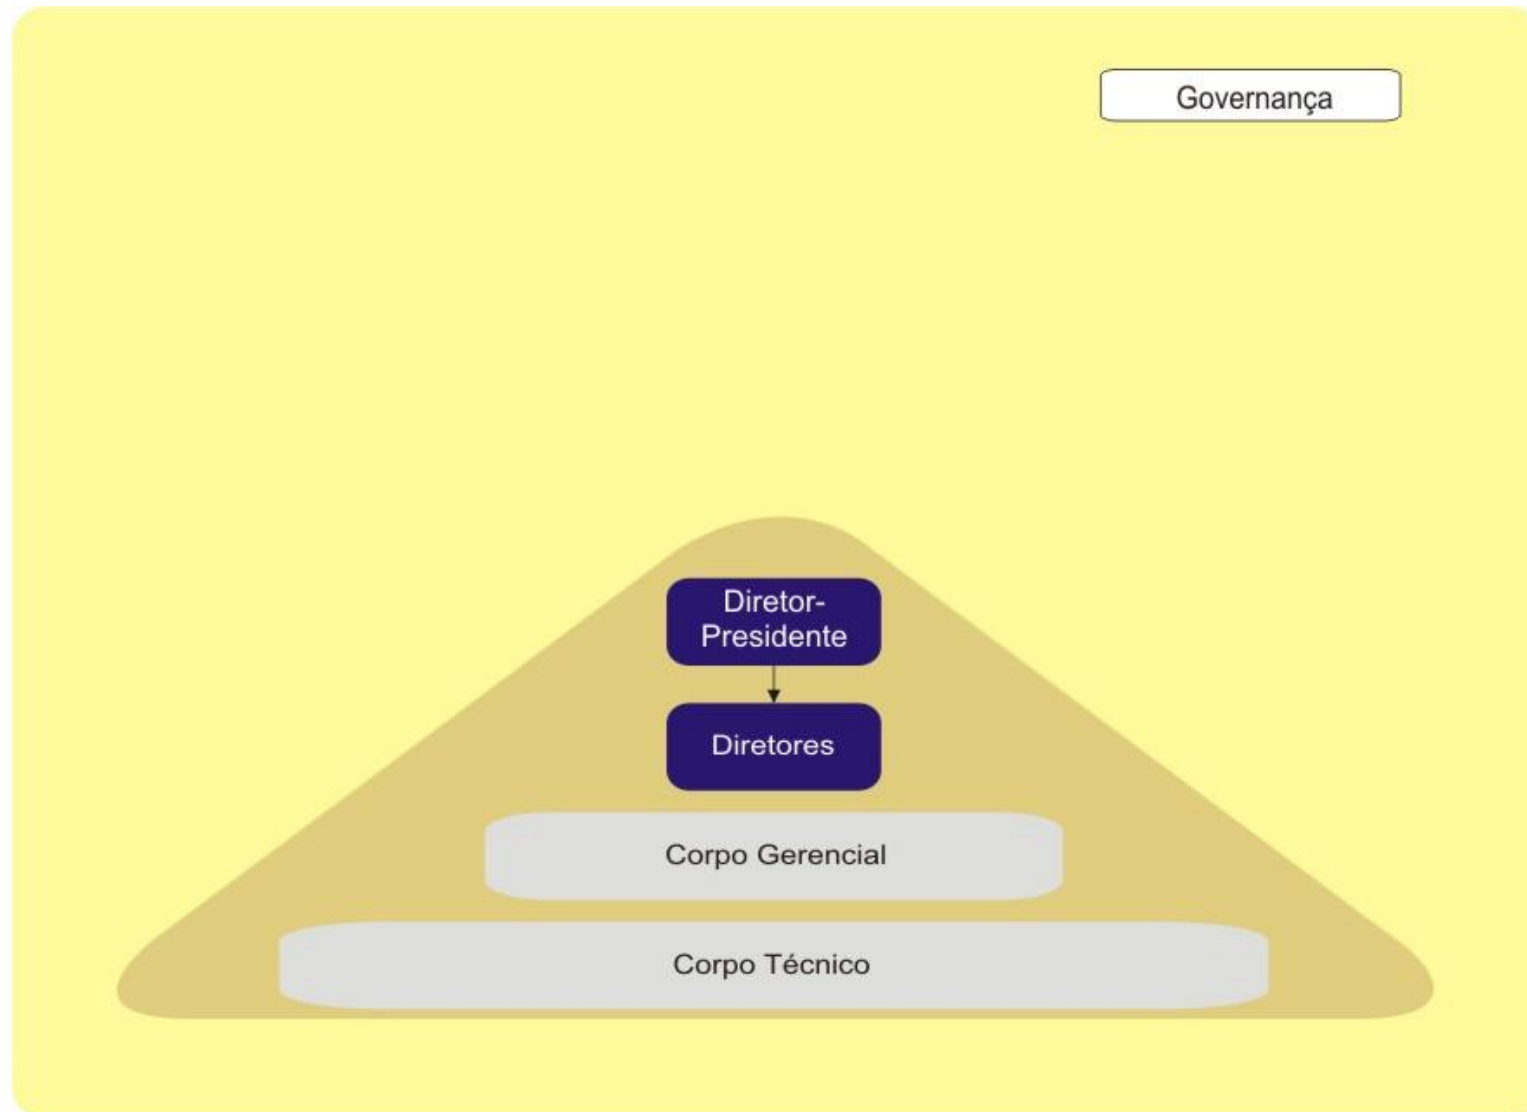 Governança
Diretor-
Presidente
Diretores
Corpo Gerencial
Corpo Técnico